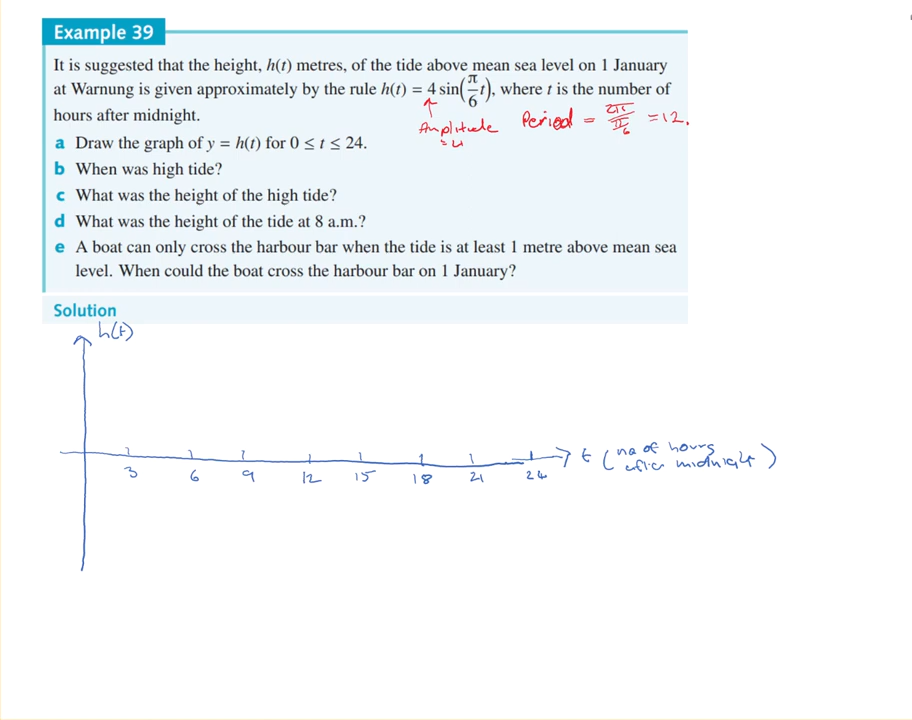 Example 39
It is suggested that the height, h(t) metres, of the tide above mean sea level on 1 January
at Warnung is given approximately by the rule h(t) = 4 sin(π/6 t), where t is the number of
hours after midnight.
Amplitude = 4
Period = 2π / (π/6) = 12.
a Draw the graph of y = h(t) for 0 ≤ t ≤ 24.
b When was high tide?
c What was the height of the high tide?
d What was the height of the tide at 8 a.m.?
e A boat can only cross the harbour bar when the tide is at least 1 metre above mean sea
level. When could the boat cross the harbour bar on 1 January?
Solution
h(t)
3 6 9 12 15 18 21 24
t (no of hours
after midnight)